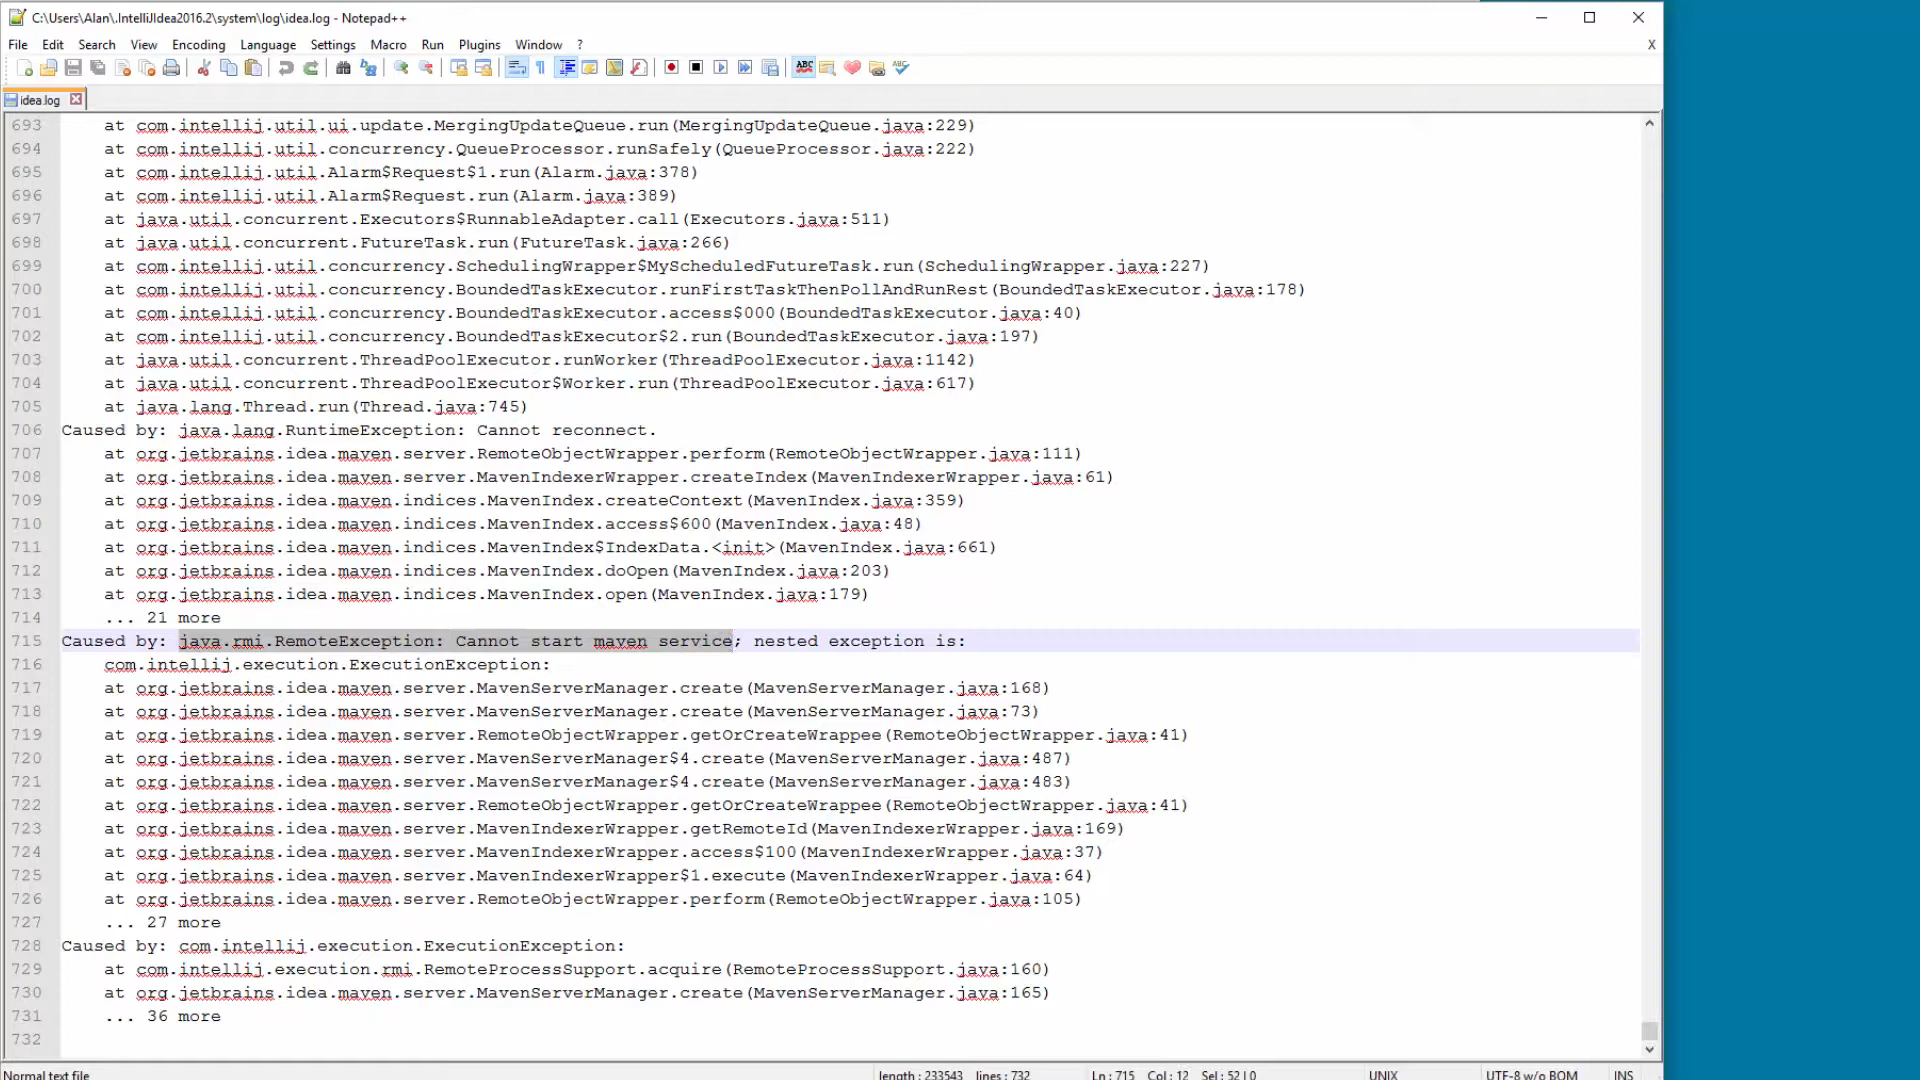 C:\Users\Alan\.IntelliJIdea2016.2\system\log\idea.log - Notepad++
File Edit Search View Encoding Language Settings Macro Run Plugins Window ? X
idea.log
693 at com.intellij.util.ui.update.MergingUpdateQueue.run(MergingUpdateQueue.java:229)
694 at com.intellij.util.concurrency.QueueProcessor.runSafely(QueueProcessor.java:222)
695 at com.intellij.util.Alarm$Request$1.run(Alarm.java:378)
696 at com.intellij.util.Alarm$Request.run(Alarm.java:389)
697 at java.util.concurrent.Executors$RunnableAdapter.call(Executors.java:511)
698 at java.util.concurrent.FutureTask.run(FutureTask.java:266)
699 at com.intellij.util.concurrency.SchedulingWrapper$MyScheduledFutureTask.run(SchedulingWrapper.java:227)
700 at com.intellij.util.concurrency.BoundedTaskExecutor.runFirstTaskThenPollAndRunRest(BoundedTaskExecutor.java:178)
701 at com.intellij.util.concurrency.BoundedTaskExecutor.access$000(BoundedTaskExecutor.java:40)
702 at com.intellij.util.concurrency.BoundedTaskExecutor$2.run(BoundedTaskExecutor.java:197)
703 at java.util.concurrent.ThreadPoolExecutor.runWorker(ThreadPoolExecutor.java:1142)
704 at java.util.concurrent.ThreadPoolExecutor$Worker.run(ThreadPoolExecutor.java:617)
705 at java.lang.Thread.run(Thread.java:745)
706 Caused by: java.lang.RuntimeException: Cannot reconnect.
707 at org.jetbrains.idea.maven.server.RemoteObjectWrapper.perform(RemoteObjectWrapper.java:111)
708 at org.jetbrains.idea.maven.server.MavenIndexerWrapper.createIndex(MavenIndexerWrapper.java:61)
709 at org.jetbrains.idea.maven.indices.MavenIndex.createContext(MavenIndex.java:359)
710 at org.jetbrains.idea.maven.indices.MavenIndex.access$600(MavenIndex.java:48)
711 at org.jetbrains.idea.maven.indices.MavenIndex$IndexData.<init>(MavenIndex.java:661)
712 at org.jetbrains.idea.maven.indices.MavenIndex.doOpen(MavenIndex.java:203)
713 at org.jetbrains.idea.maven.indices.MavenIndex.open(MavenIndex.java:179)
714 ... 21 more
715 Caused by: java.rmi.RemoteException: Cannot start maven service; nested exception is:
716 com.intellij.execution.ExecutionException:
717 at org.jetbrains.idea.maven.server.MavenServerManager.create(MavenServerManager.java:168)
718 at org.jetbrains.idea.maven.server.MavenServerManager.create(MavenServerManager.java:73)
719 at org.jetbrains.idea.maven.server.RemoteObjectWrapper.getOrCreateWrappee(RemoteObjectWrapper.java:41)
720 at org.jetbrains.idea.maven.server.MavenServerManager$4.create(MavenServerManager.java:487)
721 at org.jetbrains.idea.maven.server.MavenServerManager$4.create(MavenServerManager.java:483)
722 at org.jetbrains.idea.maven.server.RemoteObjectWrapper.getOrCreateWrappee(RemoteObjectWrapper.java:41)
723 at org.jetbrains.idea.maven.server.MavenIndexerWrapper.getRemoteId(MavenIndexerWrapper.java:169)
724 at org.jetbrains.idea.maven.server.MavenIndexerWrapper.access$100(MavenIndexerWrapper.java:37)
725 at org.jetbrains.idea.maven.server.MavenIndexerWrapper$1.execute(MavenIndexerWrapper.java:64)
726 at org.jetbrains.idea.maven.server.RemoteObjectWrapper.perform(RemoteObjectWrapper.java:105)
727 ... 27 more
728 Caused by: com.intellij.execution.ExecutionException:
729 at com.intellij.execution.rmi.RemoteProcessSupport.acquire(RemoteProcessSupport.java:160)
730 at org.jetbrains.idea.maven.server.MavenServerManager.create(MavenServerManager.java:165)
731 ... 36 more
732
Normal text file length : 233543 lines : 732 Ln : 715 Col : 12 Sel : 52 | 0 UNIX UTF-8 w/o BOM INS